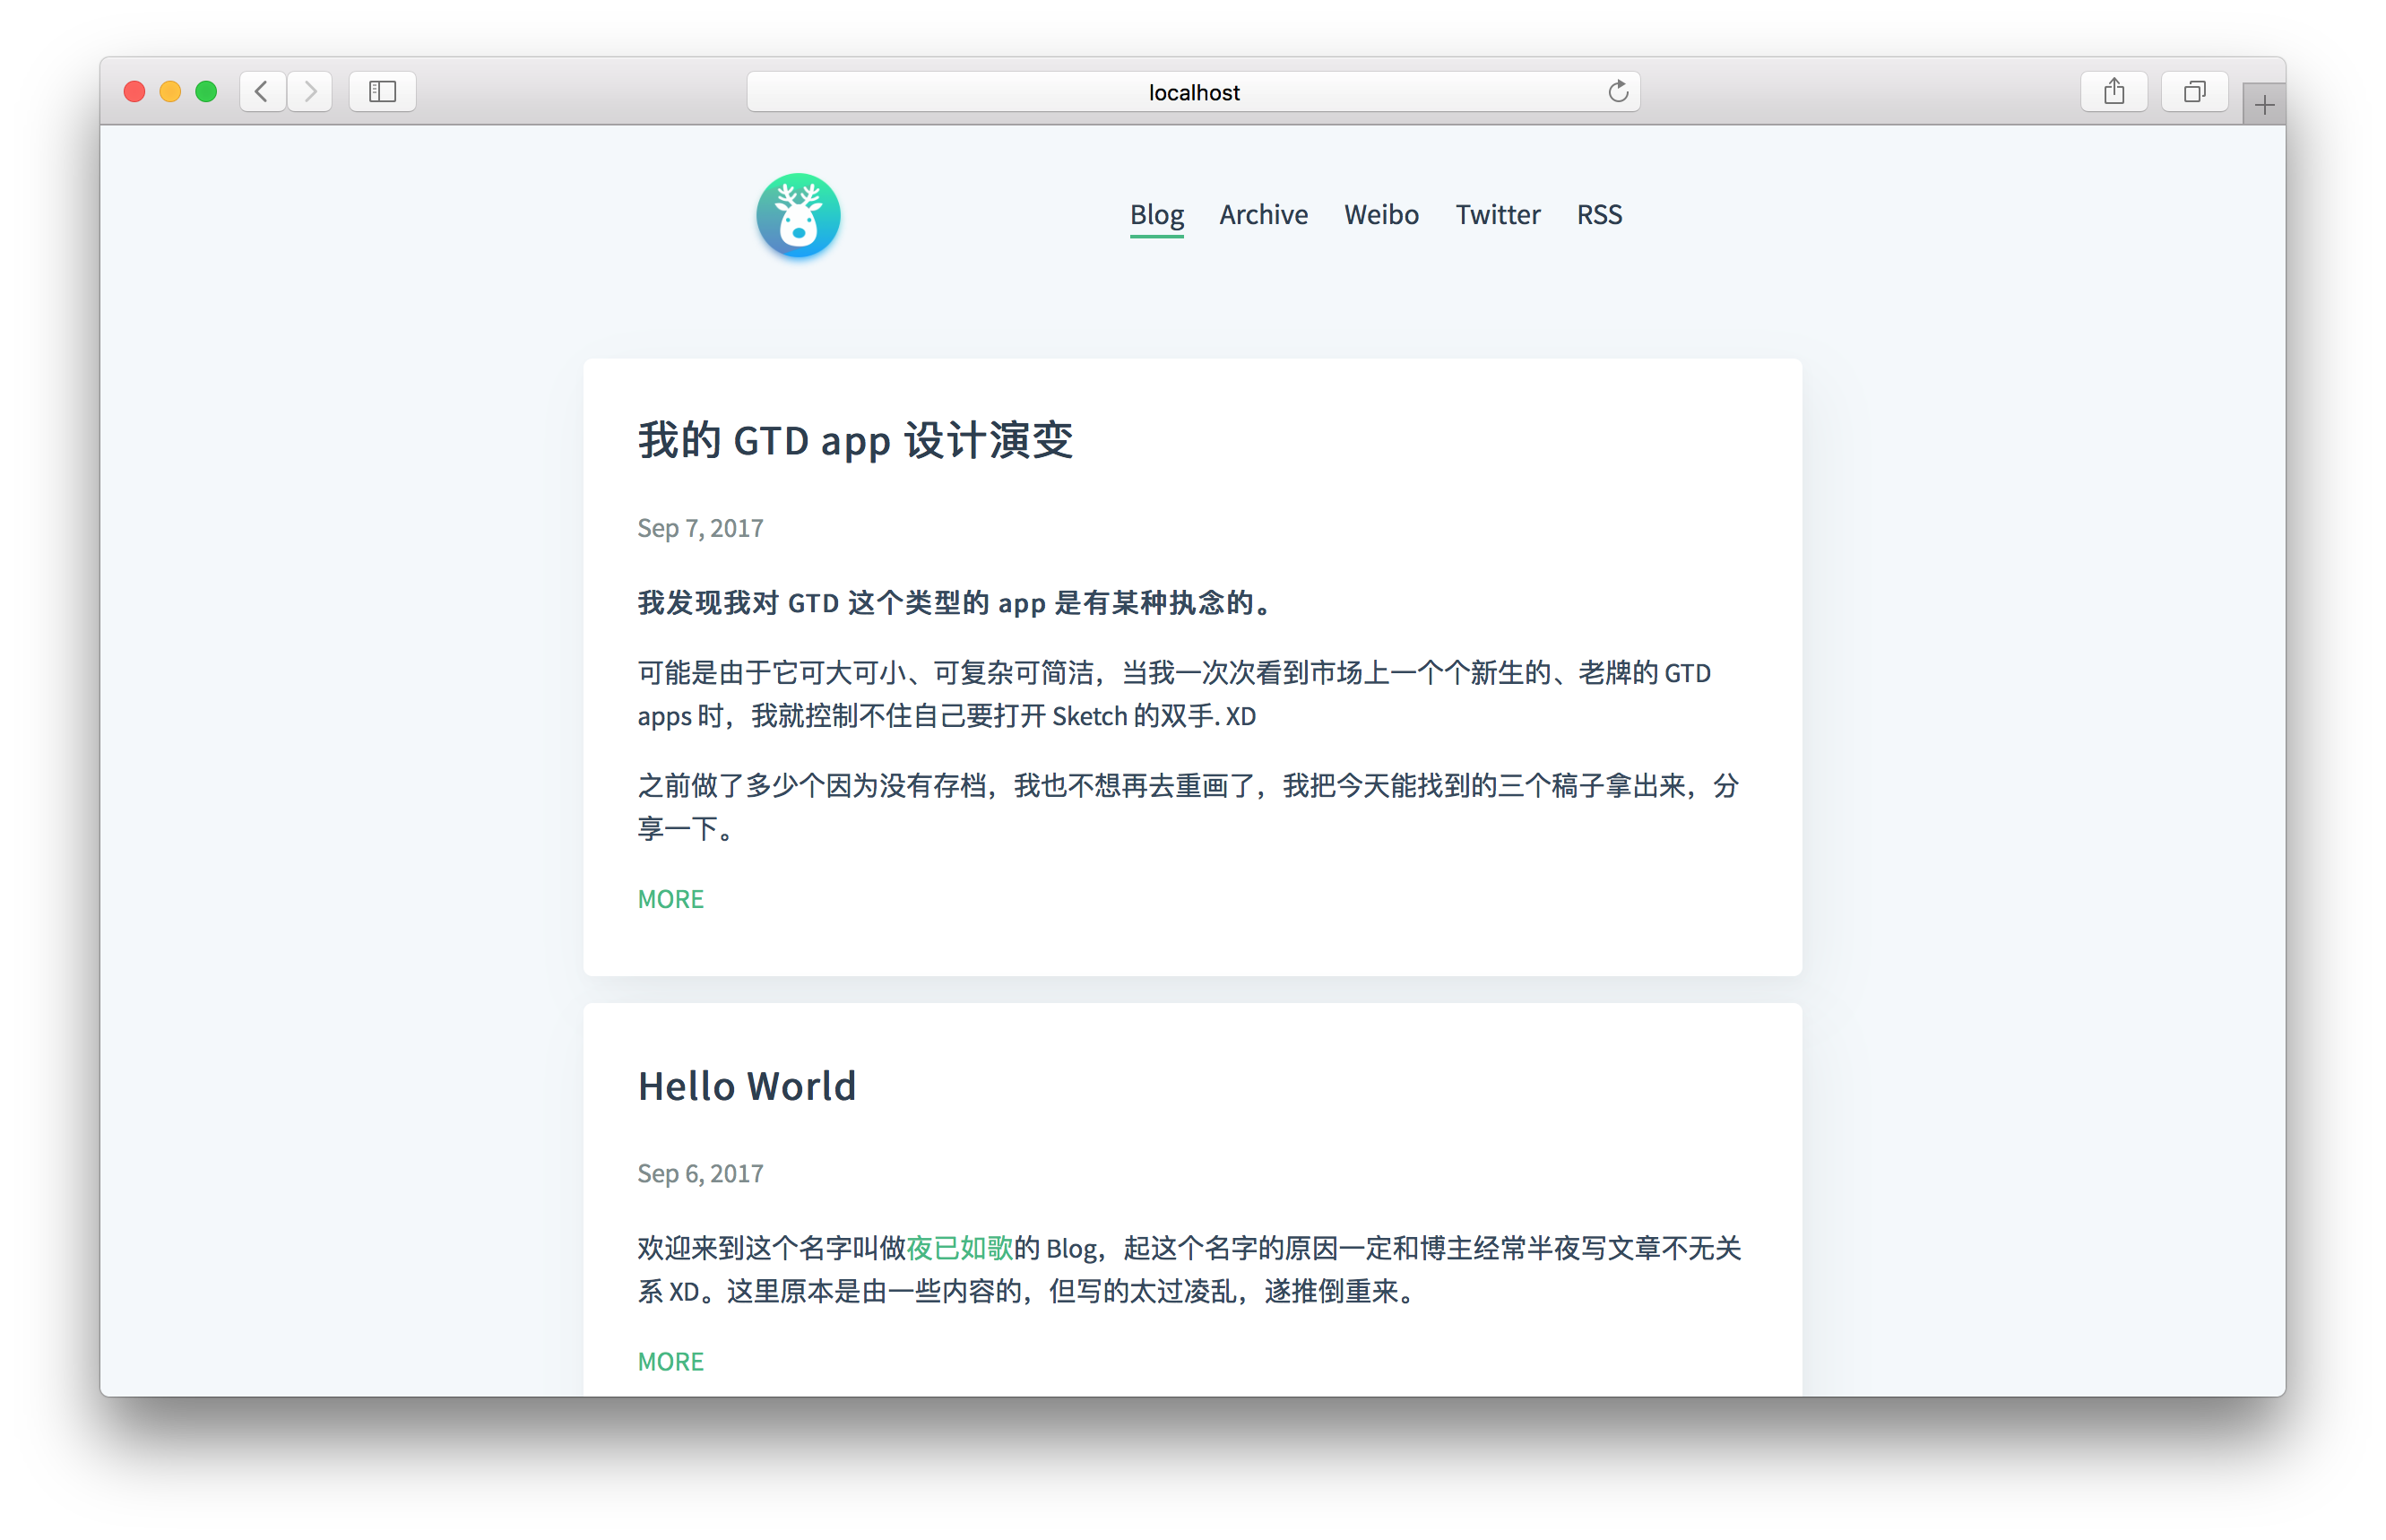 localhost
Blog Archive Weibo Twitter RSS
我的 GTD app 设计演变
Sep 7, 2017
我发现我对 GTD 这个类型的 app 是有某种执念的。
可能是由于它可大可小、可复杂可简洁，当我一次次看到市场上一个个新生的、老牌的 GTD
apps 时，我就控制不住自己要打开 Sketch 的双手. XD
之前做了多少个因为没有存档，我也不想再去重画了，我把今天能找到的三个稿子拿出来，分
享一下。
MORE
Hello World
Sep 6, 2017
欢迎来到这个名字叫做夜已如歌的 Blog，起这个名字的原因一定和博主经常半夜写文章不无关
系 XD。这里原本是由一些内容的，但写的太过凌乱，遂推倒重来。
MORE